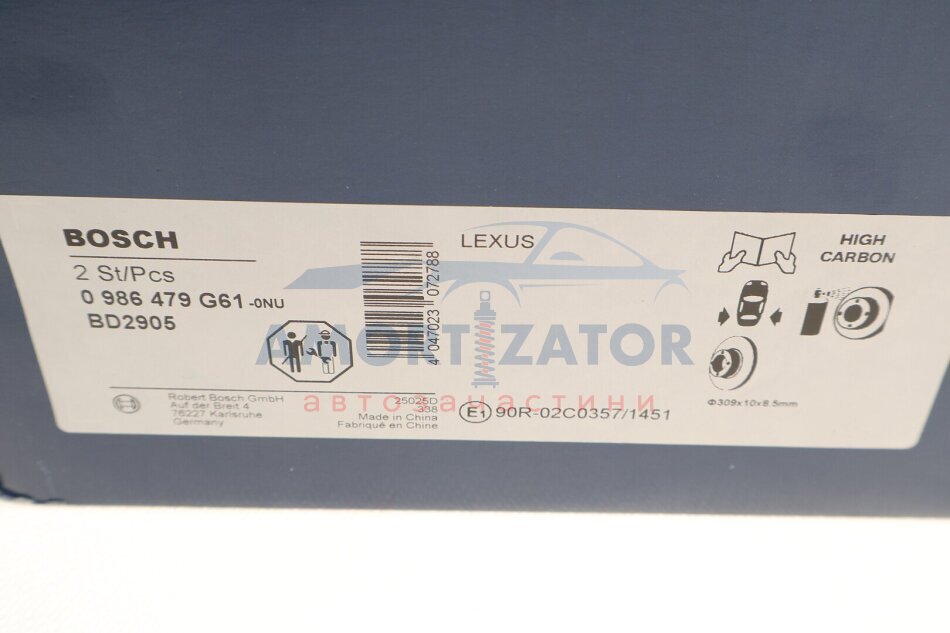 BOSCH
2 St/Pcs
0 986 479 G61-0NU
BD2905
4 047023 072788
LEXUS
HIGH
CARBON
AMORTIZATOR
автозапчастини
Robert Bosch GmbH
Auf der Breit 4
76227 Karlsruhe
Germany
25025D
338
Made in China
Fabriqué en Chine
E1 90R-02C0357/1451
Φ309x10x8.5mm